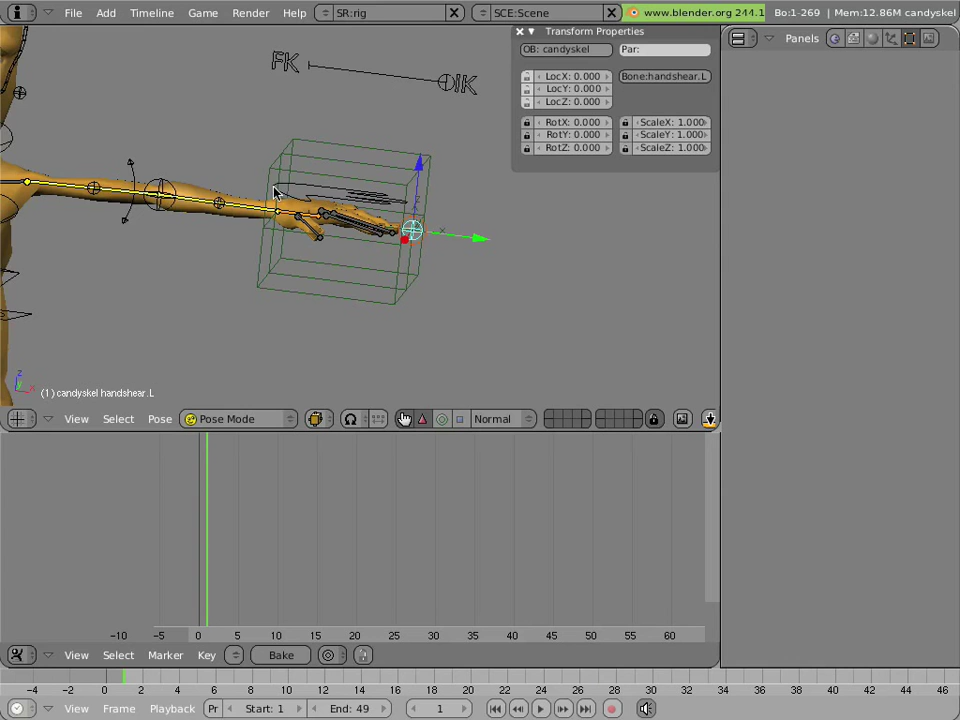 File Add Timeline Game Render Help SR:rig SCE:Scene www.blender.org 244.1 Bo:1-269 | Mem:12.86M candyskel
Panels
FK IK
Transform Properties
OB: candyskel Par:
LocX: 0.000 Bone:handshear.L
LocY: 0.000
LocZ: 0.000
RotX: 0.000 ScaleX: 1.000
RotY: 0.000 ScaleY: 1.000
RotZ: 0.000 ScaleZ: 1.000
z
x
(1) candyskel handshear.L
View Select Pose Pose Mode Normal
-10 -5 0 5 10 15 20 25 30 35 40 45 50 55 60
View Select Marker Key Bake
-4 -2 0 2 4 6 8 10 12 14 16 18 20 22 24 26 28 30 32 34 36 38 40 42 44 46
View Frame Playback Pr Start: 1 End: 49 1